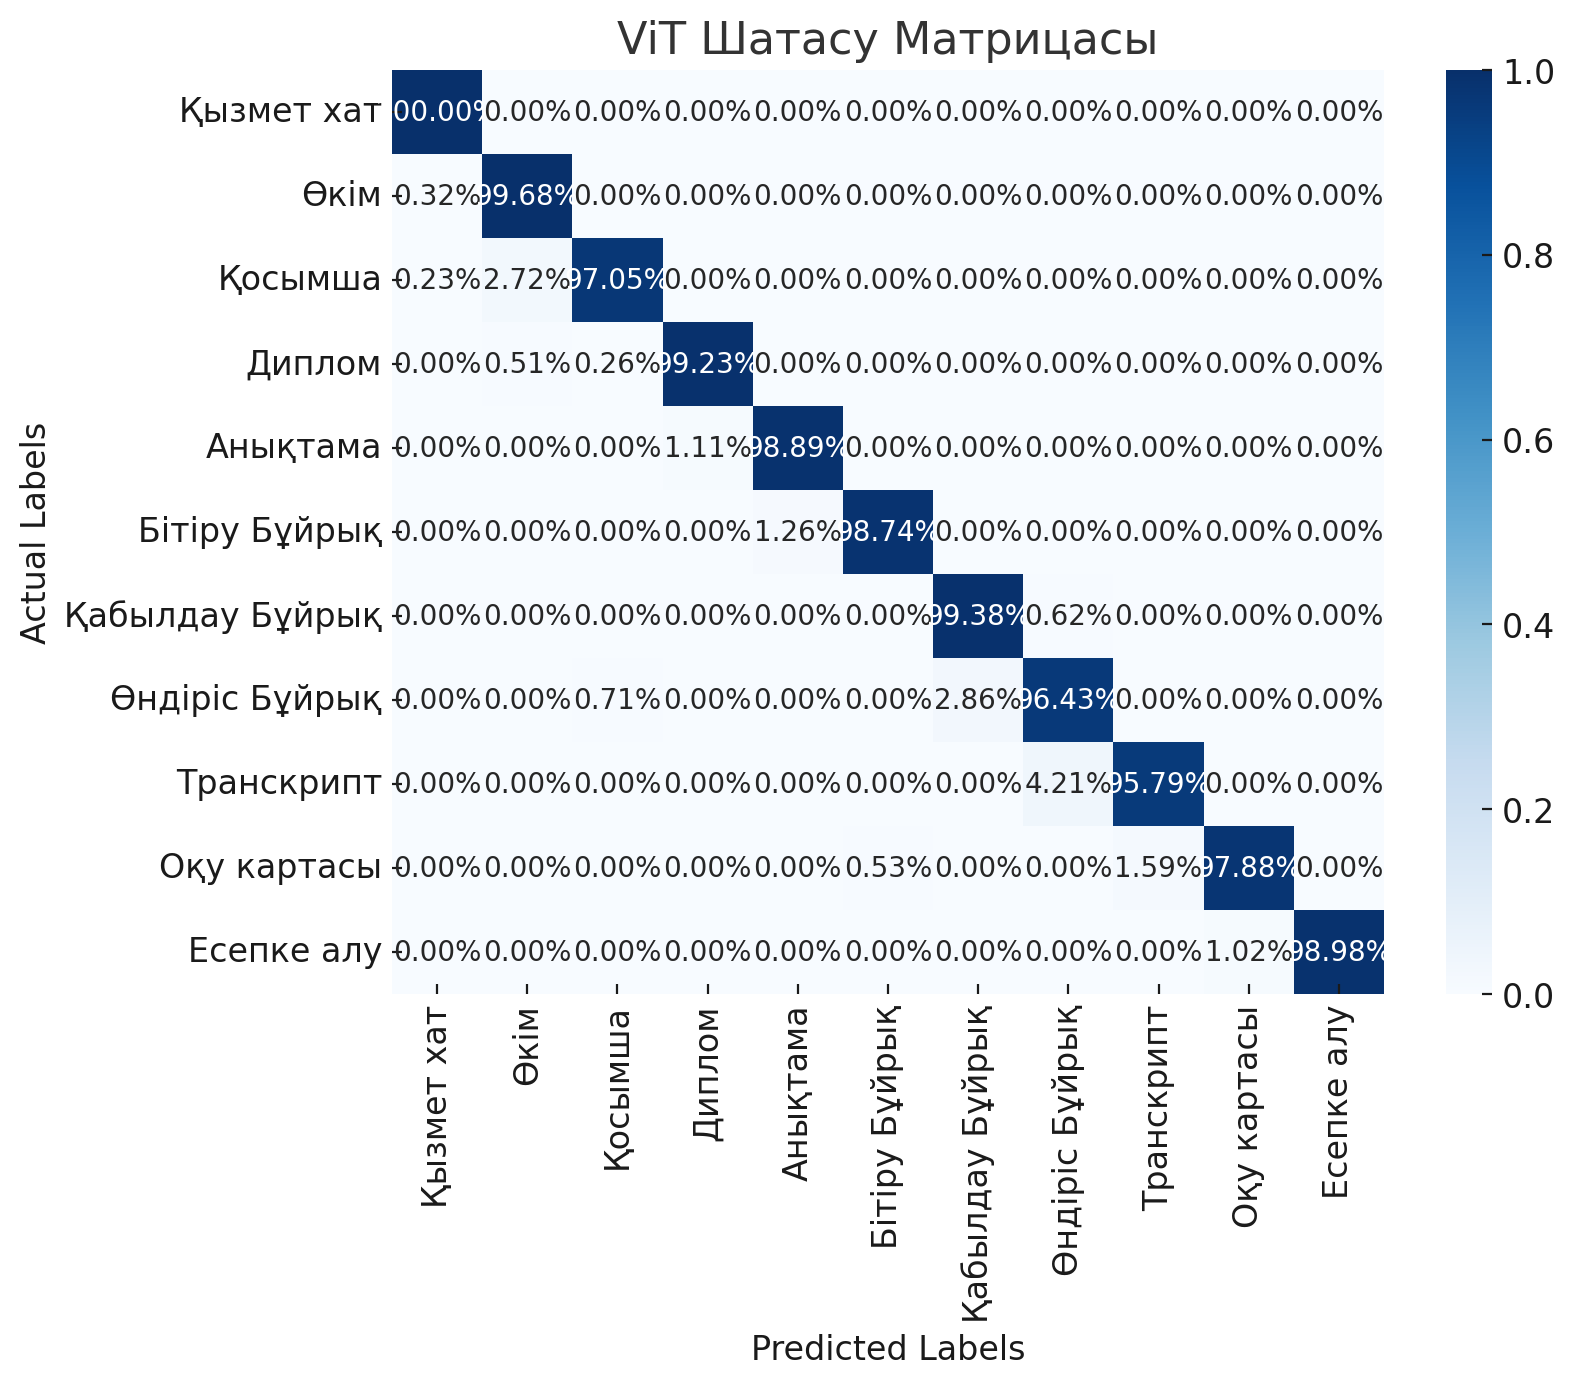 ViT Шатасу Матрицасы
Қызмет хат 00.00% 0.00% 0.00% 0.00% 0.00% 0.00% 0.00% 0.00% 0.00% 0.00% 0.00%
Өкім 0.32% 99.68% 0.00% 0.00% 0.00% 0.00% 0.00% 0.00% 0.00% 0.00% 0.00%
Қосымша 0.23% 2.72% 97.05% 0.00% 0.00% 0.00% 0.00% 0.00% 0.00% 0.00% 0.00%
Диплом 0.00% 0.51% 0.26% 99.23% 0.00% 0.00% 0.00% 0.00% 0.00% 0.00% 0.00%
Анықтама 0.00% 0.00% 0.00% 1.11% 98.89% 0.00% 0.00% 0.00% 0.00% 0.00% 0.00%
Бітіру Бұйрық 0.00% 0.00% 0.00% 0.00% 1.26% 98.74% 0.00% 0.00% 0.00% 0.00% 0.00%
Қабылдау Бұйрық 0.00% 0.00% 0.00% 0.00% 0.00% 0.00% 99.38% 0.62% 0.00% 0.00% 0.00%
Өндіріс Бұйрық 0.00% 0.00% 0.71% 0.00% 0.00% 0.00% 2.86% 96.43% 0.00% 0.00% 0.00%
Транскрипт 0.00% 0.00% 0.00% 0.00% 0.00% 0.00% 0.00% 4.21% 95.79% 0.00% 0.00%
Оқу картасы 0.00% 0.00% 0.00% 0.00% 0.00% 0.53% 0.00% 0.00% 1.59% 97.88% 0.00%
Есепке алу 0.00% 0.00% 0.00% 0.00% 0.00% 0.00% 0.00% 0.00% 0.00% 1.02% 98.98%
Actual Labels
Қызмет хат
Өкім
Қосымша
Диплом
Анықтама
Бітіру Бұйрық
Қабылдау Бұйрық
Өндіріс Бұйрық
Транскрипт
Оқу картасы
Есепке алу
Predicted Labels
1.0
0.8
0.6
0.4
0.2
0.0